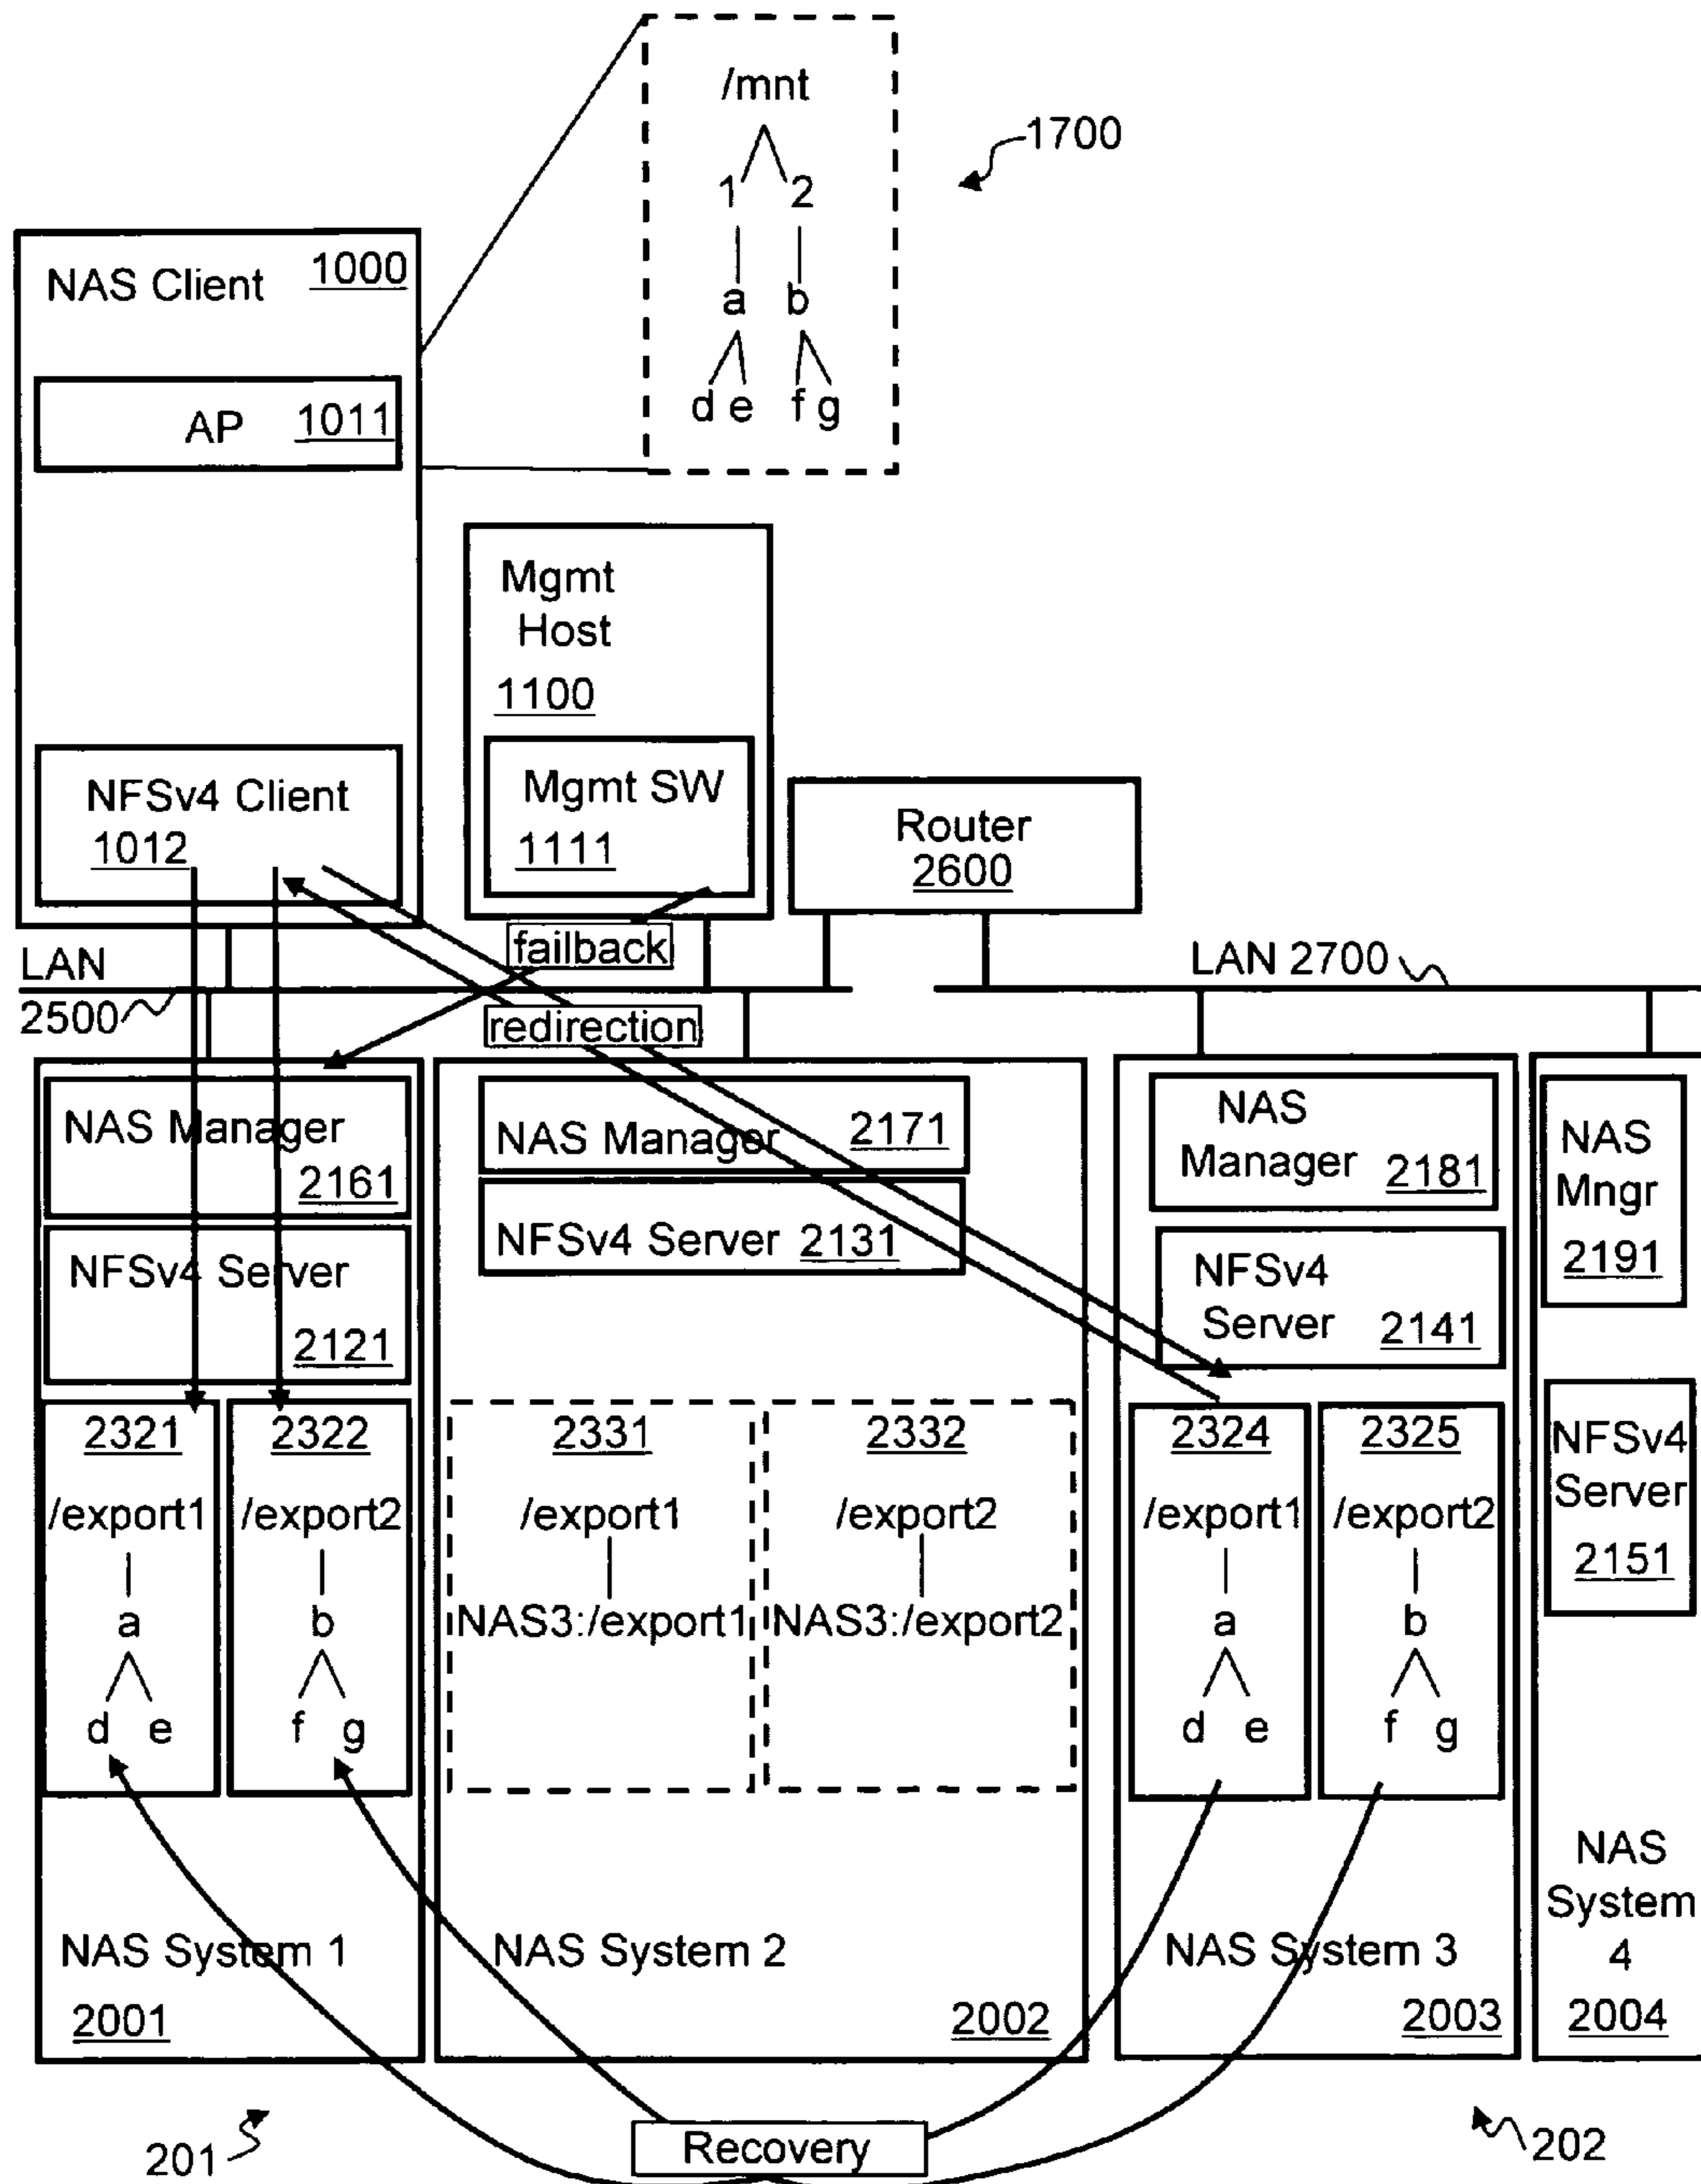 /mnt
1 2
a b
d e f g
1700
NAS Client 1000
AP 1011
NFSv4 Client
1012
Mgmt
Host
1100
Mgmt SW
1111
Router
2600
failback
LAN
2500
LAN 2700
redirection
NAS Manager
2161
NFSv4 Server
2121
NAS Manager 2171
NFSv4 Server 2131
NAS
Manager 2181
NFSv4
Server 2141
NAS
Mngr
2191
NFSv4
Server
2151
2321
/export1
a
d e
2322
/export2
b
f g
2331
/export1
NAS3:/export1
2332
/export2
NAS3:/export2
2324
/export1
a
d e
2325
/export2
b
f g
NAS System 1
2001
NAS System 2
2002
NAS System 3
2003
NAS
System
4
2004
201
Recovery
202